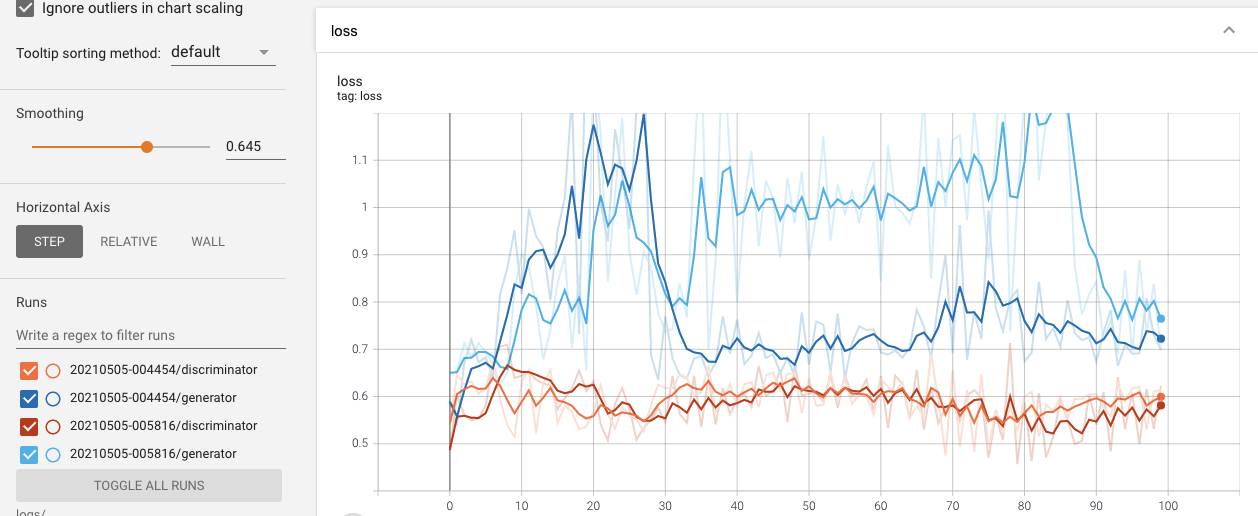 Ignore outliers in chart scaling
Tooltip sorting method: default
Smoothing
0.645
Horizontal Axis
STEP RELATIVE WALL
Runs
Write a regex to filter runs
20210505-004454/discriminator
20210505-004454/generator
20210505-005816/discriminator
20210505-005816/generator
TOGGLE ALL RUNS
logs/
loss
loss
tag: loss
1.1
1
0.9
0.8
0.7
0.6
0.5
0 10 20 30 40 50 60 70 80 90 100